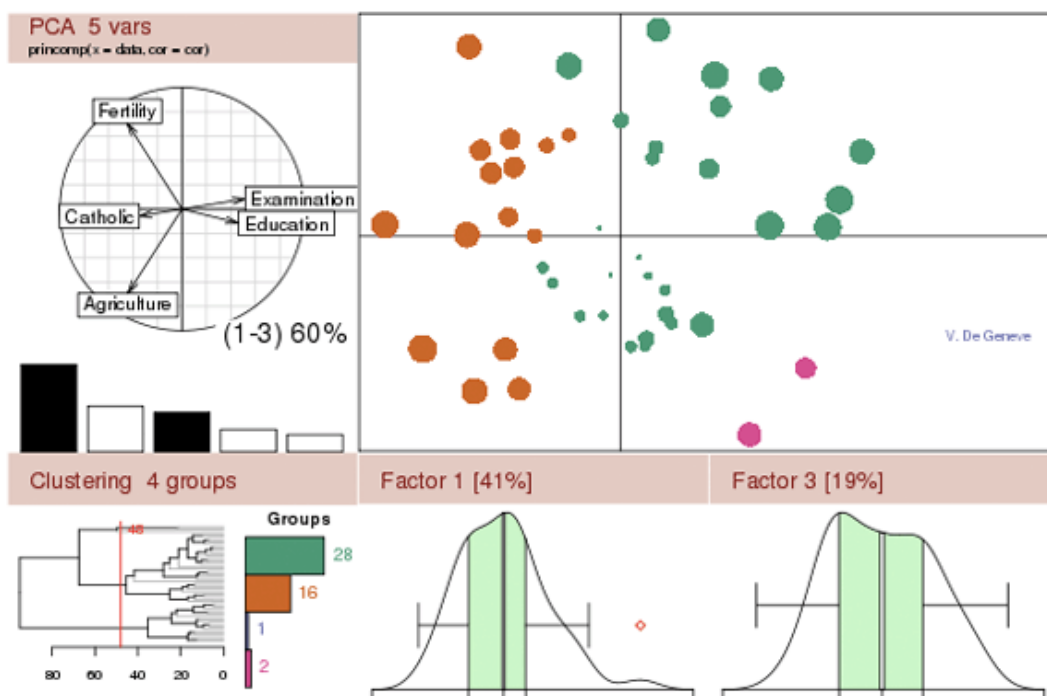 PCA 5 vars
princomp(x = data, cor = cor)
Fertility
Examination
Catholic
Education
Agriculture
(1-3) 60%
V. De Geneve
Clustering 4 groups
Factor 1 [41%]
Factor 3 [19%]
48
Groups
28
16
1
2
80 60 40 20 0